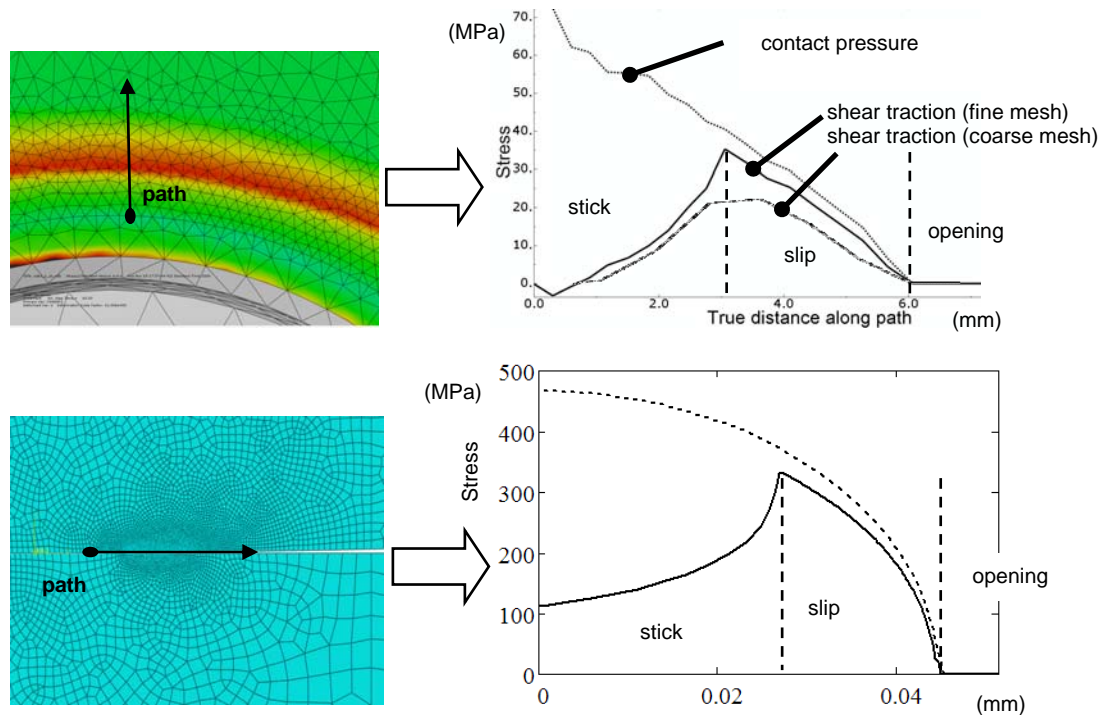 (MPa)
70.
60.
50.
40.
30.
20.
10.
0.
Stress
contact pressure
shear traction (fine mesh)
shear traction (coarse mesh)
stick
slip
opening
0.0
2.0
4.0
6.0
True distance along path
(mm)
path
(MPa)
500
400
300
200
100
0
Stress
stick
slip
opening
0
0.02
0.04
(mm)
path